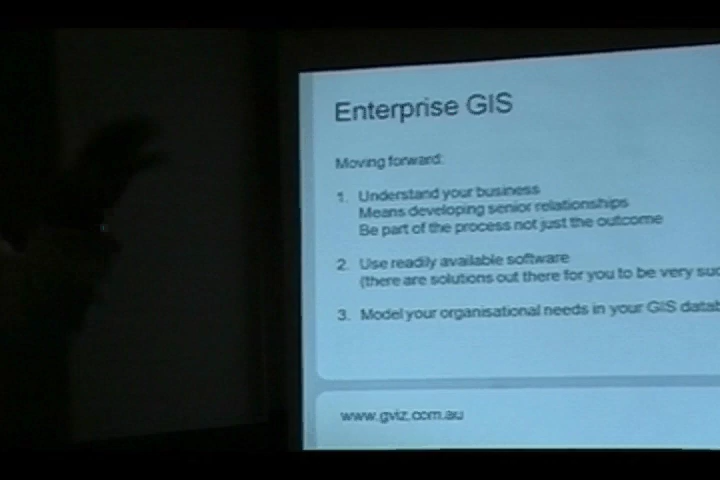 Enterprise GIS
Moving forward:
1. Understand your business
Means developing senior relationships
Be part of the process not just the outcome
2. Use readily available software
(there are solutions out there for you to be very
3. Model your organisational needs in your GIS
www.gviz.com.au